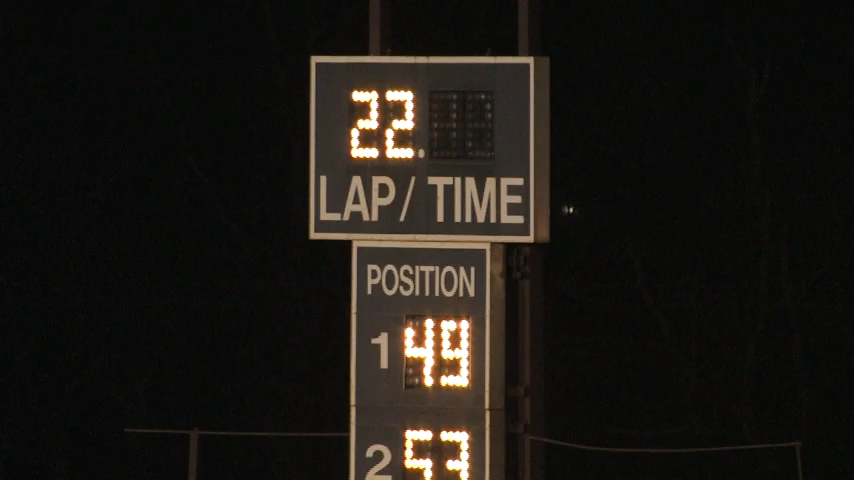 22.
LAP/ TIME
POSITION
1 49
2 53